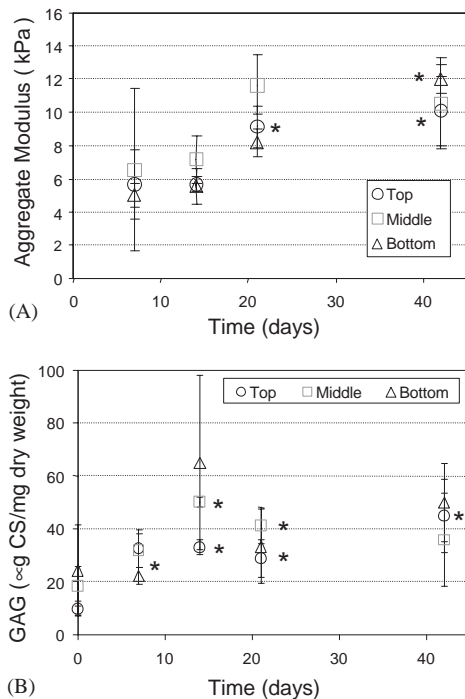 16
14
12
10
8
6
4
2
0
Aggregate Modulus ( kPa)
*
*
*
Top
Middle
Bottom
0 10 20 30 40
(A)
Time (days)
100
80
60
40
20
0
GAG (∝g CS/mg dry weight)
Top Middle Bottom
*
*
*
*
*
*
0 10 20 30 40
(B)
Time (days)